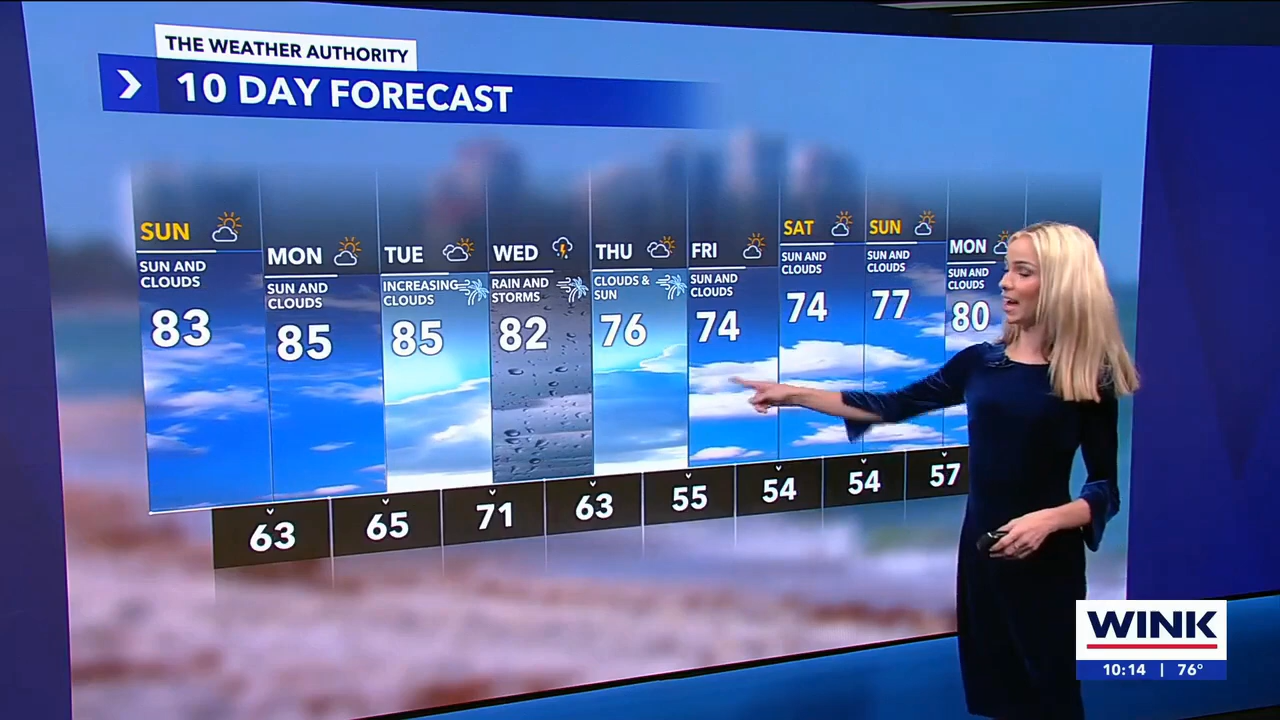 THE WEATHER AUTHORITY
10 DAY FORECAST
SUN
SUN AND
CLOUDS
83
MON
SUN AND
CLOUDS
85
TUE
INCREASING
CLOUDS
85
WED
RAIN AND
STORMS
82
THU
CLOUDS &
SUN
76
FRI
SUN AND
CLOUDS
74
SAT
SUN AND
CLOUDS
74
SUN
SUN AND
CLOUDS
77
MON
SUN AND
CLOUDS
80
63 65 71 63 55 54 54 57
WINK
10:14 | 76°